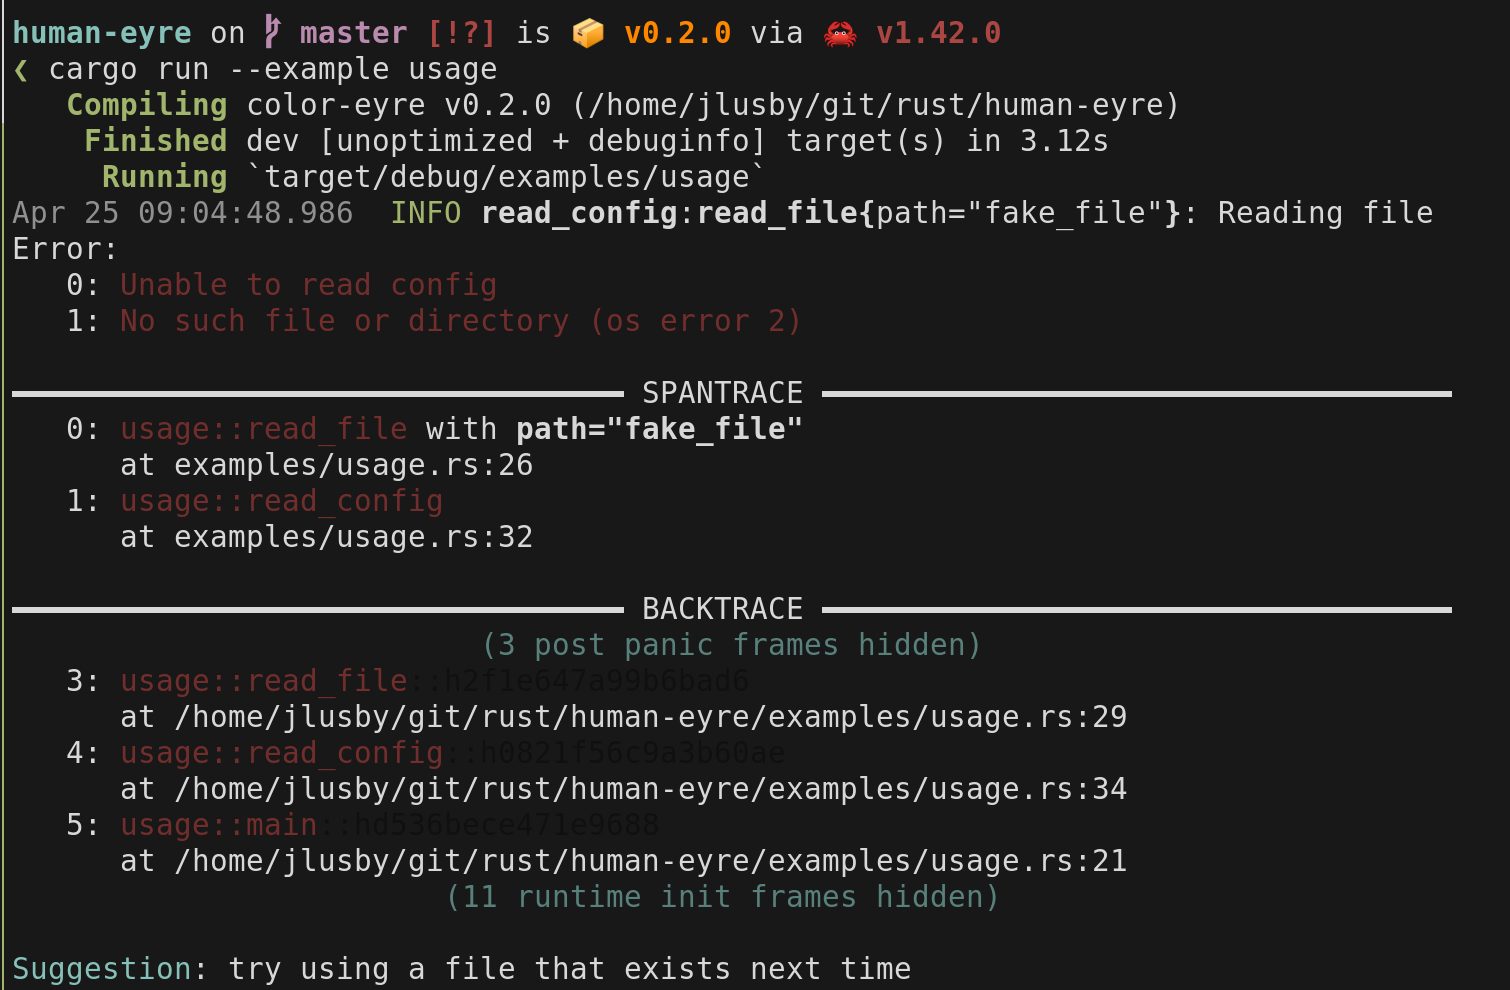 human-eyre on master [!?] is 📦 v0.2.0 via 🦀 v1.42.0
❮ cargo run --example usage
   Compiling color-eyre v0.2.0 (/home/jlusby/git/rust/human-eyre)
    Finished dev [unoptimized + debuginfo] target(s) in 3.12s
     Running `target/debug/examples/usage`
Apr 25 09:04:48.986  INFO read_config:read_file{path="fake_file"}: Reading file
Error:
   0: Unable to read config
   1: No such file or directory (os error 2)
SPANTRACE
   0: usage::read_file with path="fake_file"
      at examples/usage.rs:26
   1: usage::read_config
      at examples/usage.rs:32
BACKTRACE
(3 post panic frames hidden)
   3: usage::read_file::h2f1e647a99b6bad6
      at /home/jlusby/git/rust/human-eyre/examples/usage.rs:29
   4: usage::read_config::h0821f56c9a3b60ae
      at /home/jlusby/git/rust/human-eyre/examples/usage.rs:34
   5: usage::main::hd536bece471e9688
      at /home/jlusby/git/rust/human-eyre/examples/usage.rs:21
(11 runtime init frames hidden)
Suggestion: try using a file that exists next time